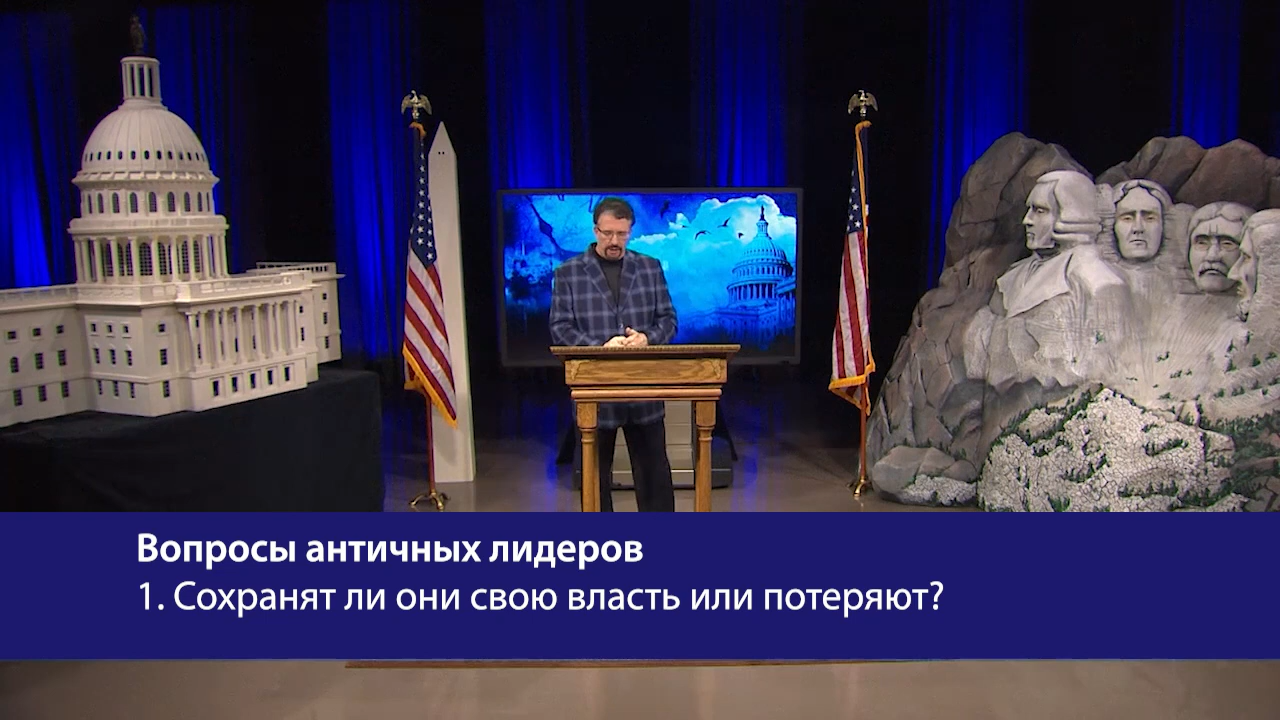 Вопросы античных лидеров
1. Сохранят ли они свою власть или потеряют?